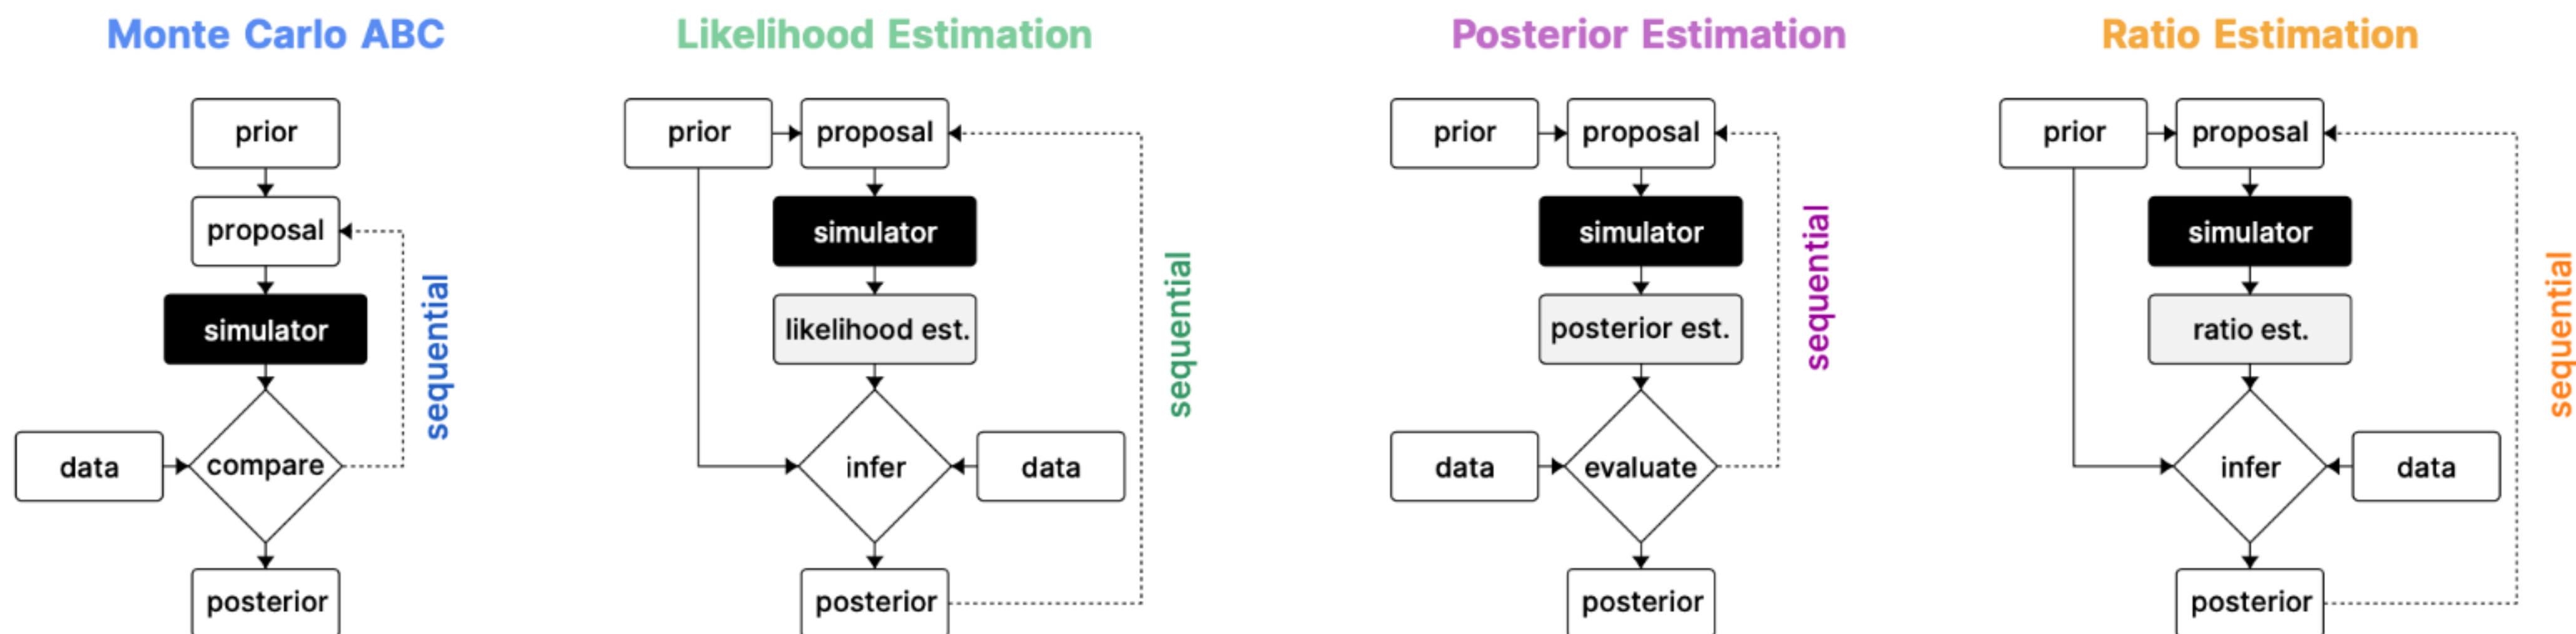 Monte Carlo ABC
prior
proposal
simulator
data
compare
posterior
sequential
Likelihood Estimation
prior
proposal
simulator
likelihood est.
infer
data
posterior
sequential
Posterior Estimation
prior
proposal
simulator
posterior est.
data
evaluate
posterior
sequential
Ratio Estimation
prior
proposal
simulator
ratio est.
infer
data
posterior
sequential